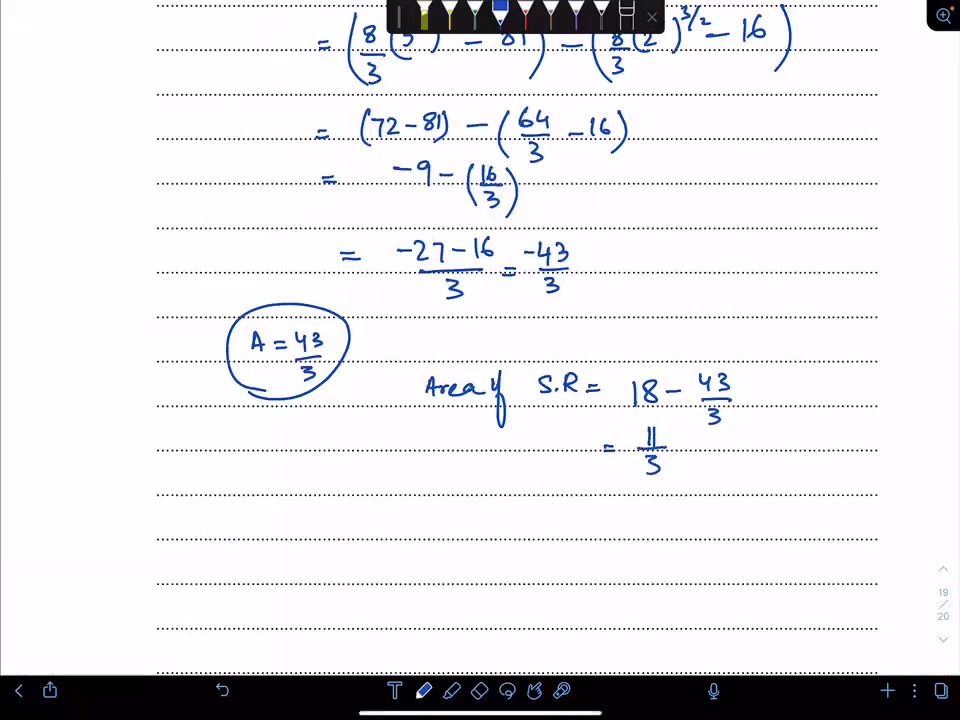 = (8/3 (3 ) - 81) - (8/3 (2 )^3/2 - 16)
= (72 - 81) - (64/3 - 16)
= -9 - (16/3)
= (-27 - 16)/3 = -43/3
A = 43/3
Area of S.R = 18 - 43/3
= 11/3
19
/
20